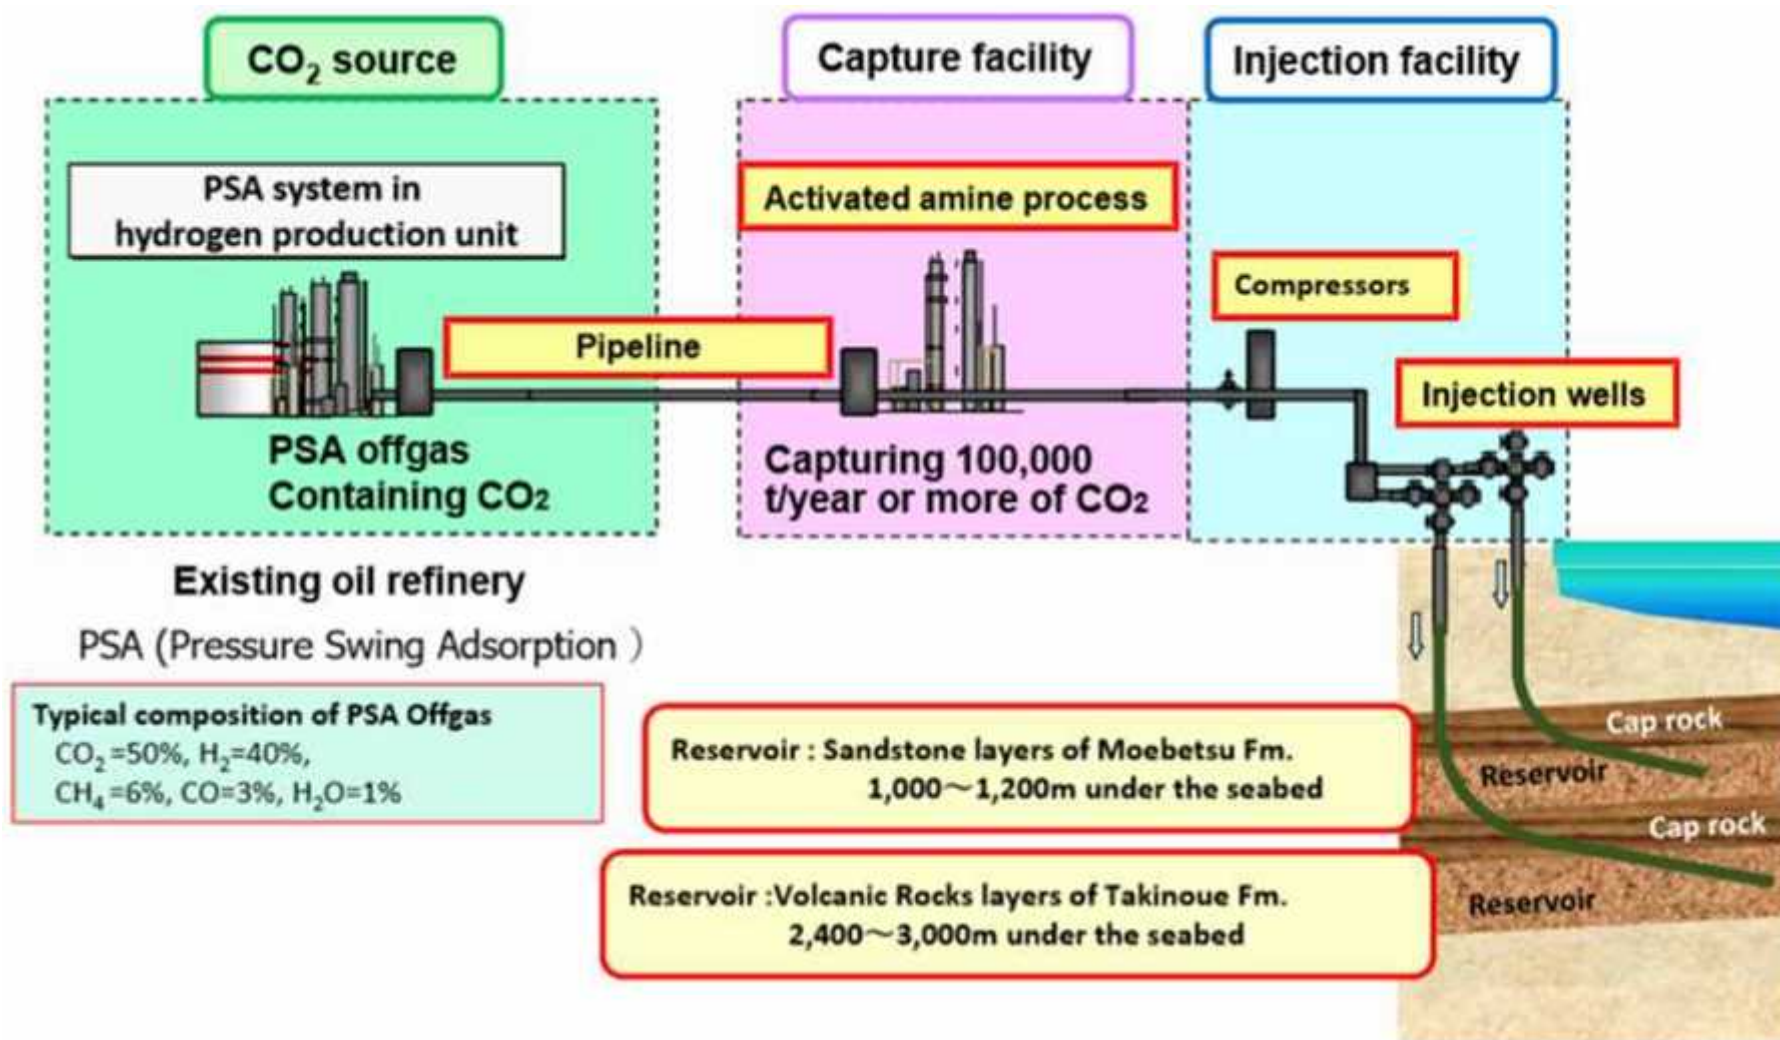 CO₂ source
Capture facility
Injection facility
PSA system in
hydrogen production unit
Activated amine process
Compressors
Pipeline
Injection wells
PSA offgas
Containing CO2
Capturing 100,000
t/year or more of CO2
Existing oil refinery
PSA (Pressure Swing Adsorption )
Typical composition of PSA Offgas
CO₂=50%, H₂=40%,
CH₄=6%, CO=3%, H₂O=1%
Reservoir : Sandstone layers of Moebetsu Fm.
1,000～1,200m under the seabed
Reservoir :Volcanic Rocks layers of Takinoue Fm.
2,400～3,000m under the seabed
Cap rock
Reservoir
Cap rock
Reservoir